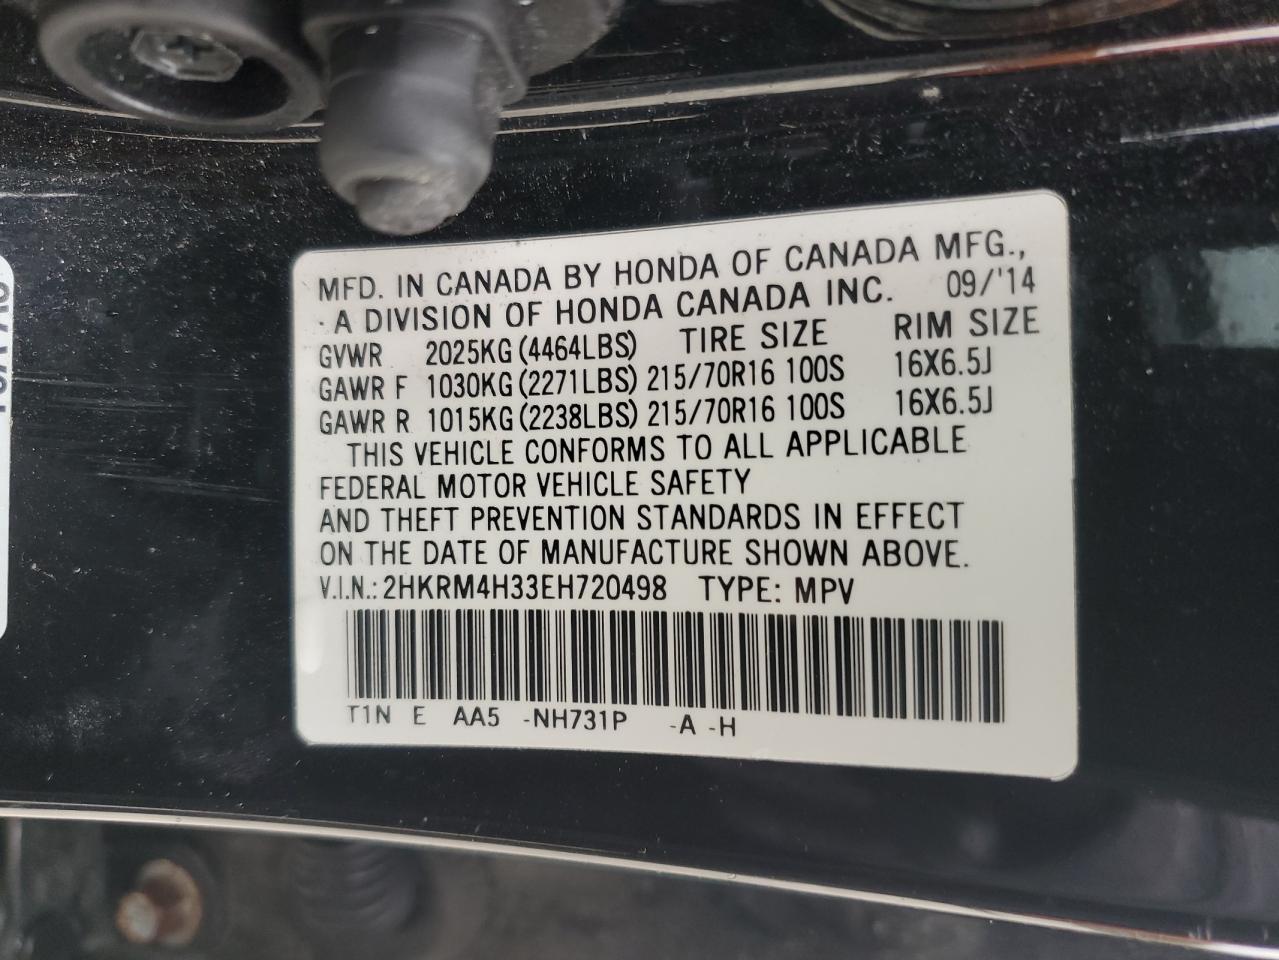 MFD. IN CANADA BY HONDA OF CANADA MFG.,
A DIVISION OF HONDA CANADA INC. 09/'14
GVWR 2025KG (4464LBS) TIRE SIZE RIM SIZE
GAWR F 1030KG (2271LBS) 215/70R16 100S 16X6.5J
GAWR R 1015KG (2238LBS) 215/70R16 100S 16X6.5J
THIS VEHICLE CONFORMS TO ALL APPLICABLE
FEDERAL MOTOR VEHICLE SAFETY
AND THEFT PREVENTION STANDARDS IN EFFECT
ON THE DATE OF MANUFACTURE SHOWN ABOVE.
V.I.N.: 2HKRM4H33EH720498 TYPE: MPV
T1N E AA5 -NH731P -A -H